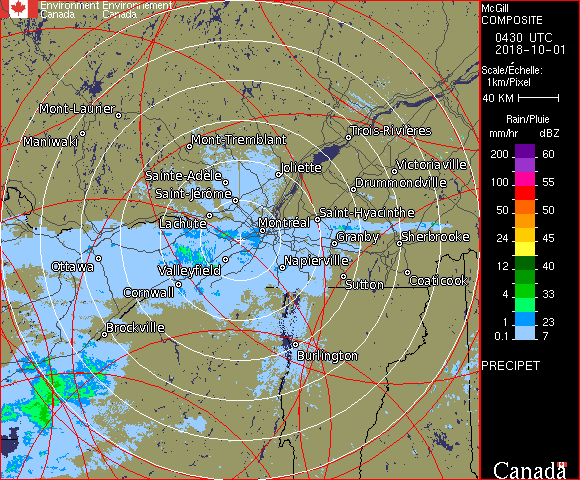 Environment Environnement
Canada Canada
McGill
COMPOSITE
0430 UTC
2018-10-01
Scale/Échelle:
1km/Pixel
40 KM
Rain/Pluie
mm/hr dBZ
200 60
100 55
50 50
24 45
12 40
4 33
1 23
0.1 7
PRECIPET
Canada
Mont-Laurier
Maniwaki
Mont-Tremblant
Trois-Rivières
Sainte-Adèle
Joliette
Victoriaville
Saint-Jérôme
Drummondville
Lachute
Montréal
Saint-Hyacinthe
Granby
Sherbrooke
Ottawa
Valleyfield
Napierville
Cornwall
Sutton
Coaticook
Brockville
Burlington